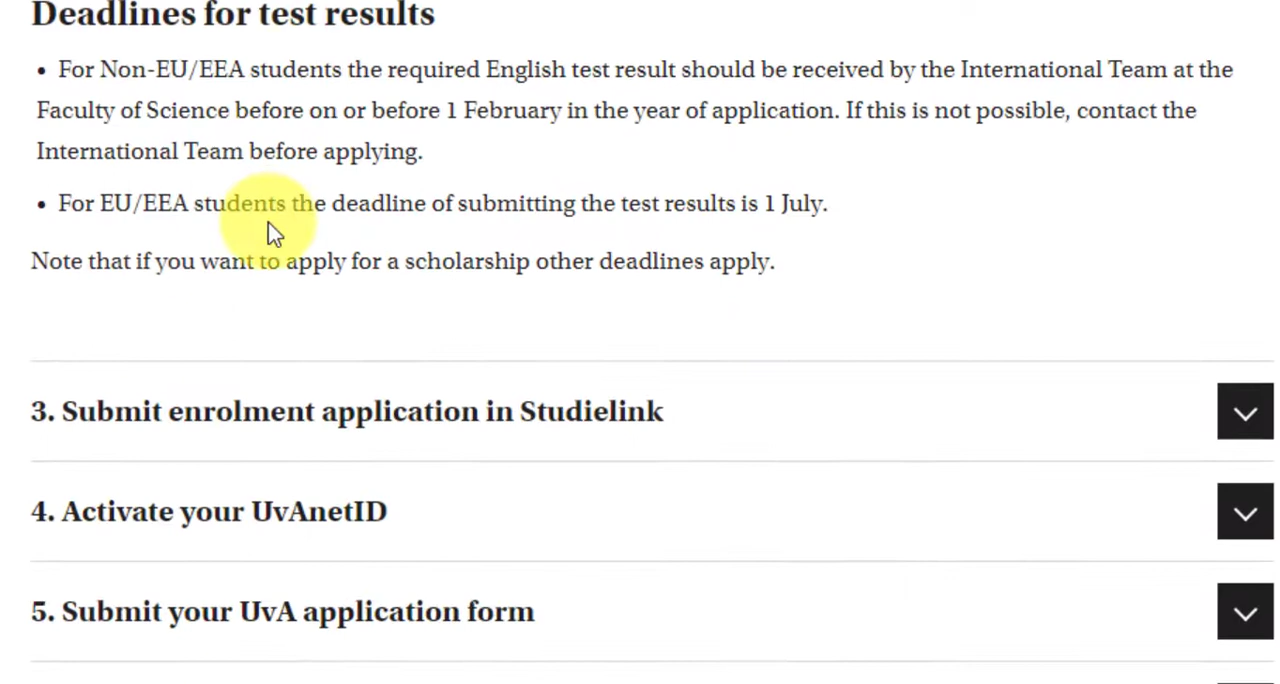 Deadlines for test results
• For Non-EU/EEA students the required English test result should be received by the International Team at the
Faculty of Science before on or before 1 February in the year of application. If this is not possible, contact the
International Team before applying.
• For EU/EEA students the deadline of submitting the test results is 1 July.
Note that if you want to apply for a scholarship other deadlines apply.
3. Submit enrolment application in Studielink
4. Activate your UvAnetID
5. Submit your UvA application form